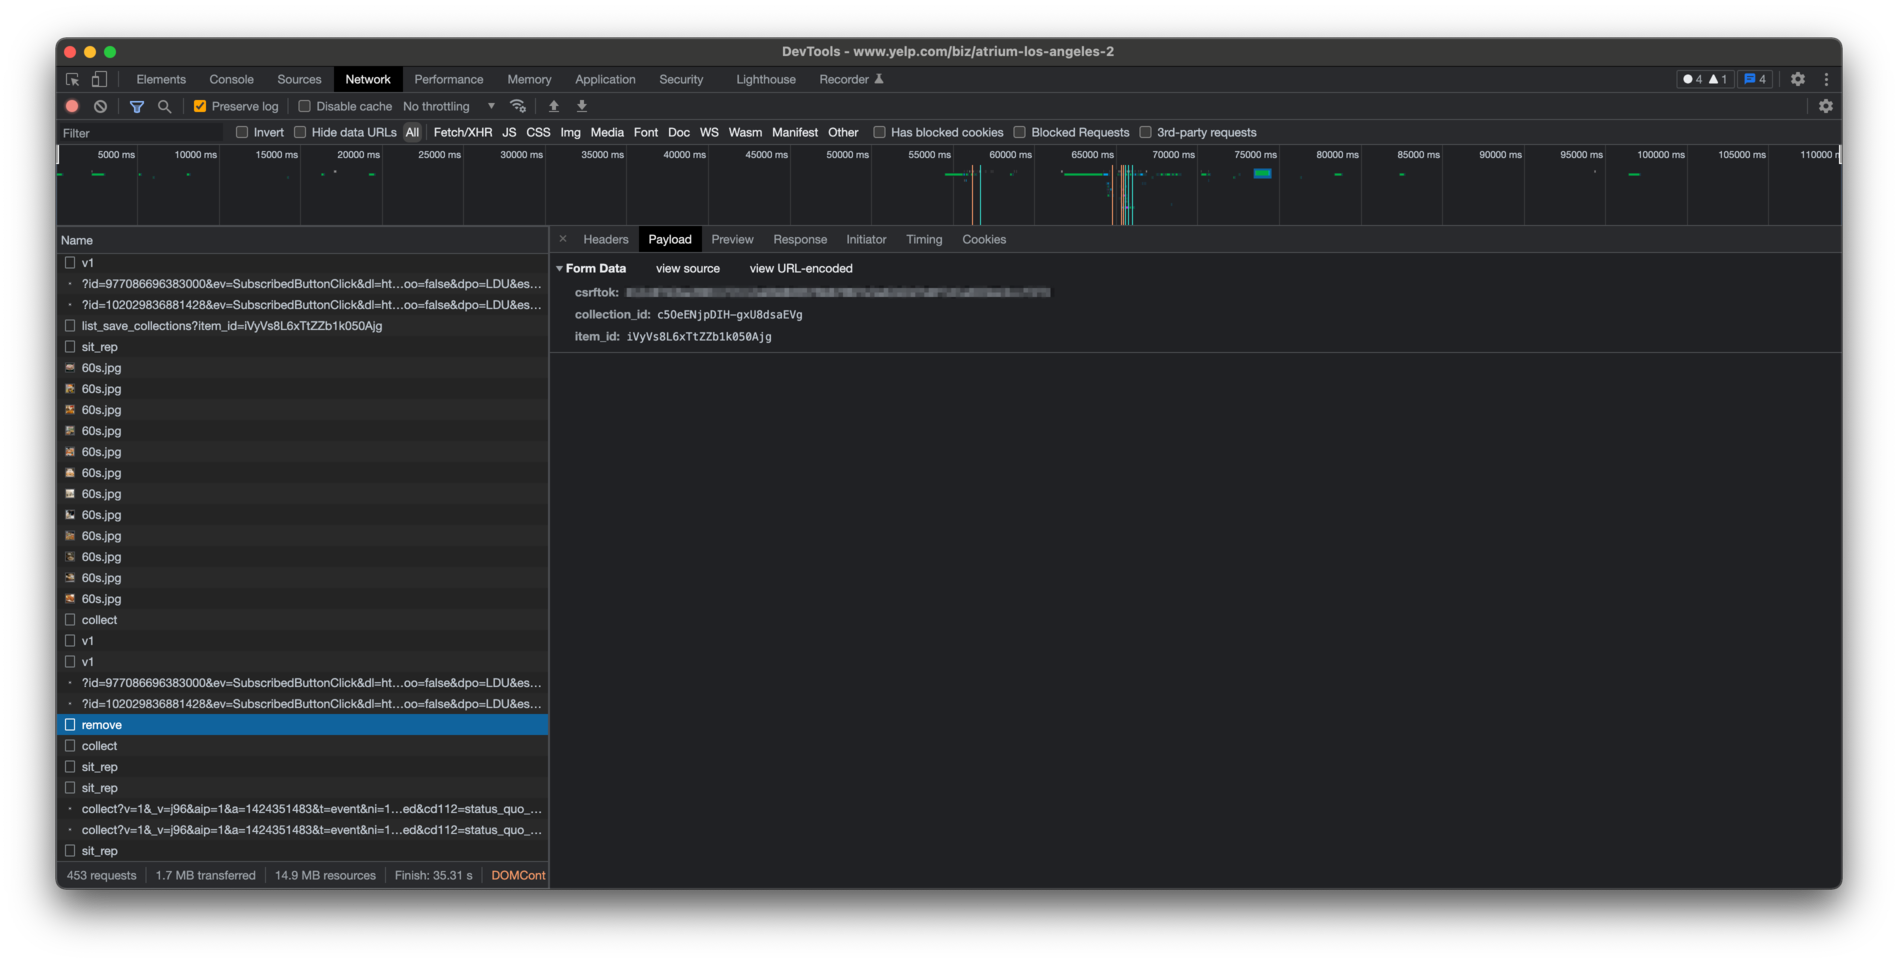 DevTools - www.yelp.com/biz/atrium-los-angeles-2
Elements Console Sources Network Performance Memory Application Security Lighthouse Recorder 4 1 4
Preserve log Disable cache No throttling
Filter Invert Hide data URLs All Fetch/XHR JS CSS Img Media Font Doc WS Wasm Manifest Other Has blocked cookies Blocked Requests 3rd-party requests
5000 ms 10000 ms 15000 ms 20000 ms 25000 ms 30000 ms 35000 ms 40000 ms 45000 ms 50000 ms 55000 ms 60000 ms 65000 ms 70000 ms 75000 ms 80000 ms 85000 ms 90000 ms 95000 ms 100000 ms 105000 ms 110000 m
Name
v1
?id=977086696383000&ev=SubscribedButtonClick&dl=ht…oo=false&dpo=LDU&es…
?id=102029836881428&ev=SubscribedButtonClick&dl=ht…oo=false&dpo=LDU&es…
list_save_collections?item_id=iVyVs8L6xTtZZb1k050Ajg
sit_rep
60s.jpg
60s.jpg
60s.jpg
60s.jpg
60s.jpg
60s.jpg
60s.jpg
60s.jpg
60s.jpg
60s.jpg
60s.jpg
60s.jpg
collect
v1
v1
?id=977086696383000&ev=SubscribedButtonClick&dl=ht…oo=false&dpo=LDU&es…
?id=102029836881428&ev=SubscribedButtonClick&dl=ht…oo=false&dpo=LDU&es…
remove
collect
sit_rep
sit_rep
collect?v=1&_v=j96&aip=1&a=1424351483&t=event&ni=1…ed&cd112=status_quo_…
collect?v=1&_v=j96&aip=1&a=1424351483&t=event&ni=1…ed&cd112=status_quo_…
sit_rep
453 requests 1.7 MB transferred 14.9 MB resources Finish: 35.31 s DOMCont
Headers Payload Preview Response Initiator Timing Cookies
Form Data view source view URL-encoded
csrftok:
collection_id: c5OeENjpDIH-gxU8dsaEVg
item_id: iVyVs8L6xTtZZb1k050Ajg